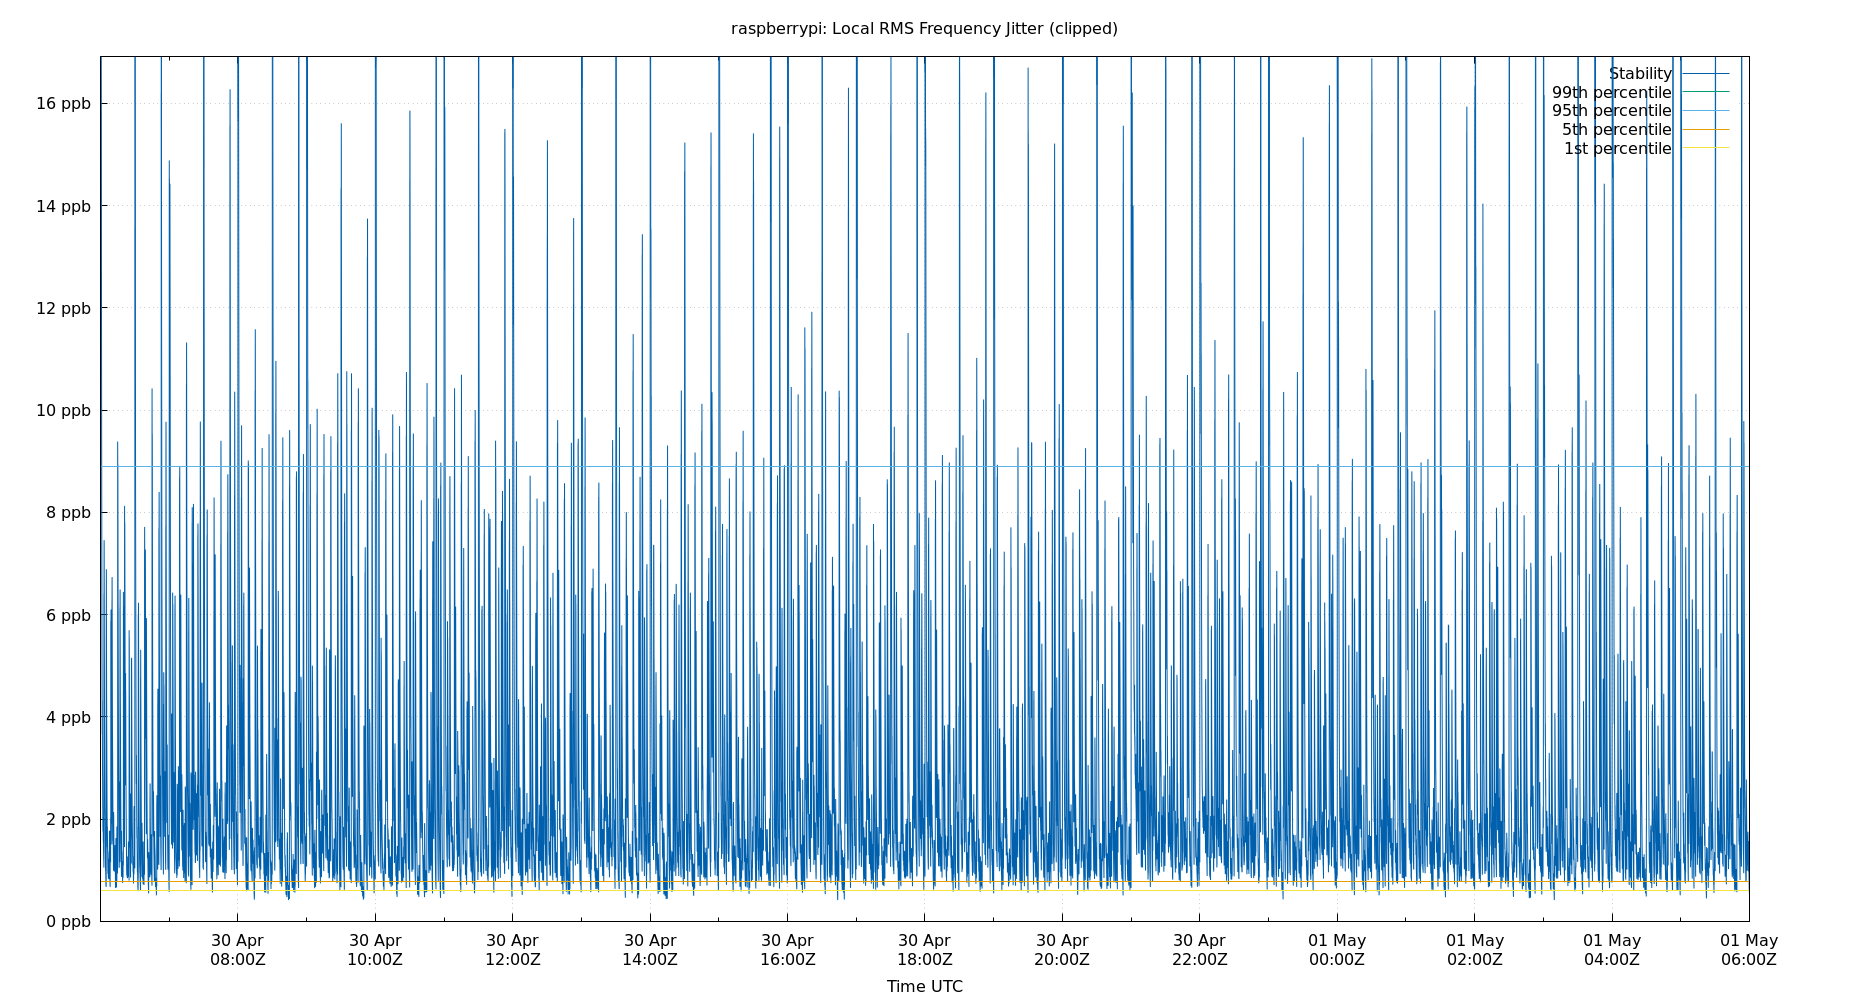 raspberrypi: Local RMS Frequency Jitter (clipped)
Stability
99th percentile
95th percentile
5th percentile
1st percentile
16 ppb
14 ppb
12 ppb
10 ppb
8 ppb
6 ppb
4 ppb
2 ppb
0 ppb
30 Apr 30 Apr 30 Apr 30 Apr 30 Apr 30 Apr 30 Apr 30 Apr 01 May 01 May 01 May 01 May
08:00Z 10:00Z 12:00Z 14:00Z 16:00Z 18:00Z 20:00Z 22:00Z 00:00Z 02:00Z 04:00Z 06:00Z
Time UTC